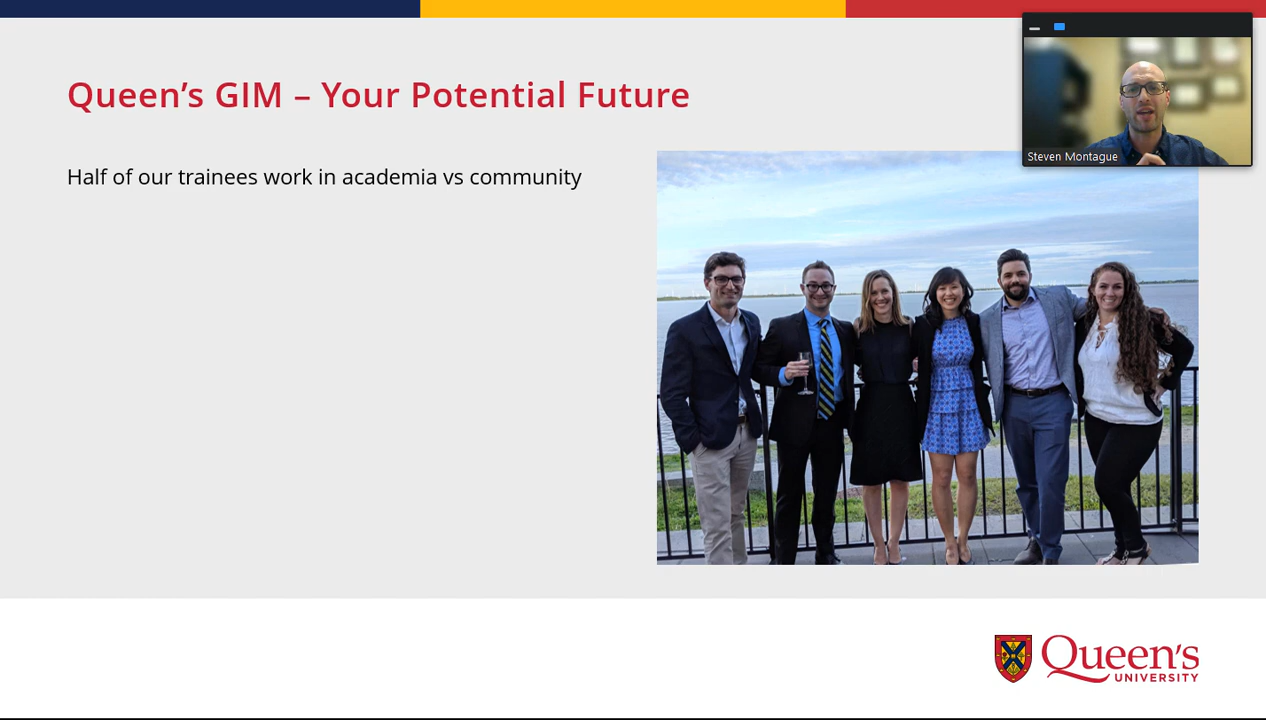 Queen's GIM – Your Potential Future
Steven Montague
Half of our trainees work in academia vs community
Queen's
UNIVERSITY